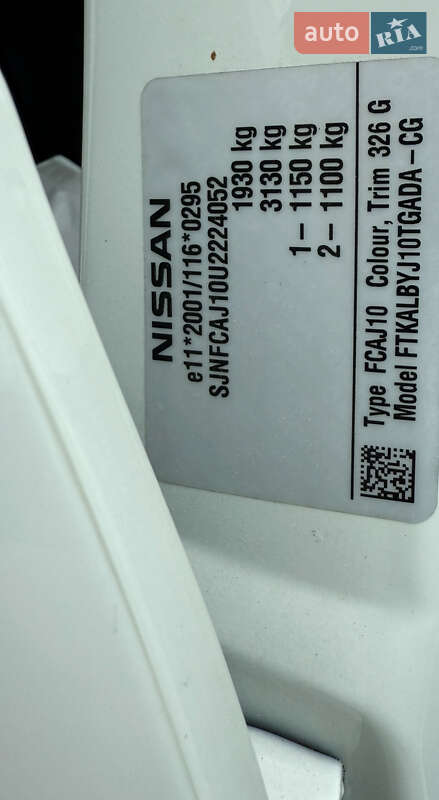 auto RIA.com
NISSAN
e11*2001/116*0295
SJNFCAJ10U2224052
1930 kg
3130 kg
1– 1150 kg
2– 1100 kg
Type FCAJ10 Colour, Trim 326 G
Model FTKALBYJ10TGADA–CG